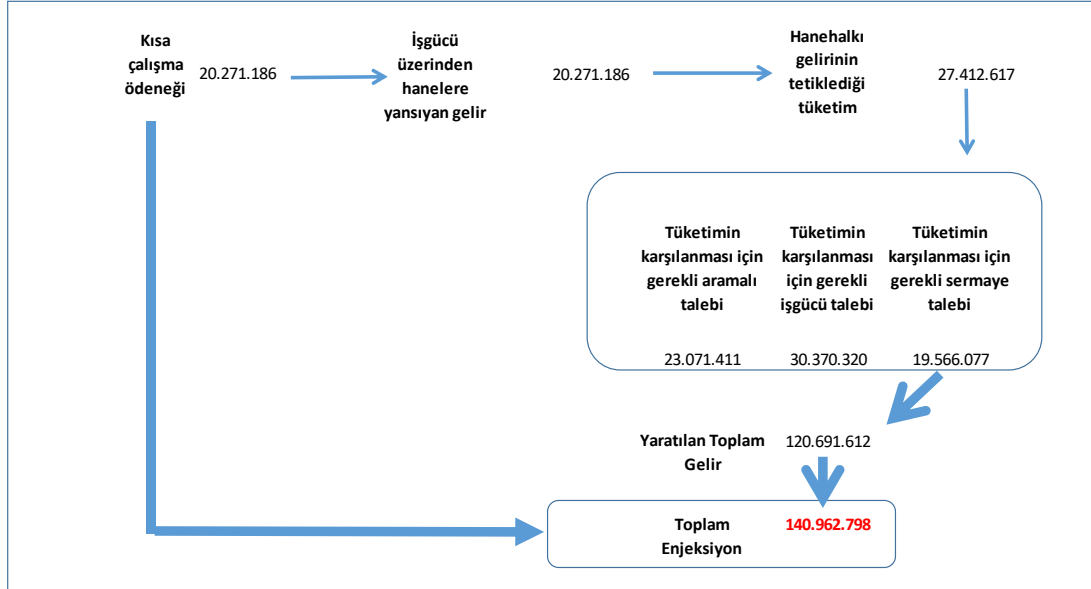 Kısa
çalışma
ödeneği
20.271.186
İşgücü
üzerinden
hanelere
yansıyan gelir
20.271.186
Hanehalkı
gelirinin
tetiklediği
tüketim
27.412.617
Tüketimin
karşılanması için
gerekli aramalı
talebi
Tüketimin
karşılanması
için gerekli
işgücü talebi
Tüketimin
karşılanması için
gerekli sermaye
talebi
23.071.411
30.370.320
19.566.077
Yaratılan Toplam
Gelir
120.691.612
Toplam
Enjeksiyon
140.962.798